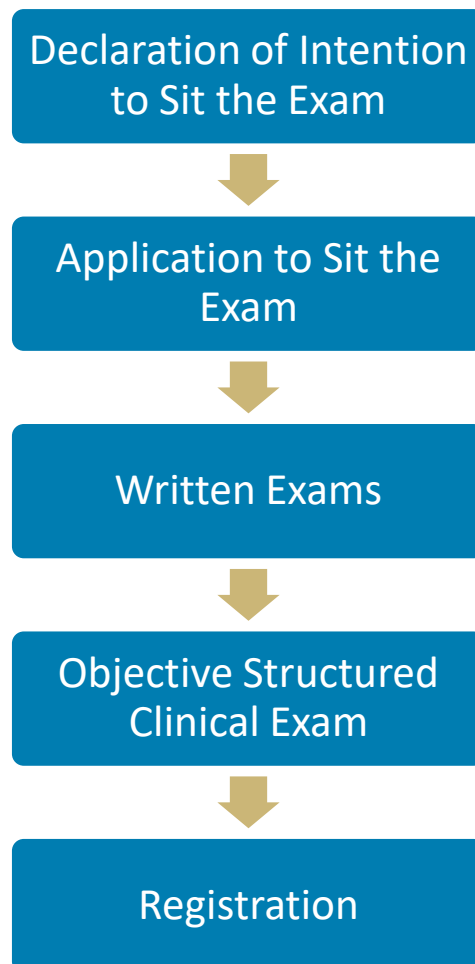 Declaration of Intention
to Sit the Exam
Application to Sit the
Exam
Written Exams
Objective Structured
Clinical Exam
Registration